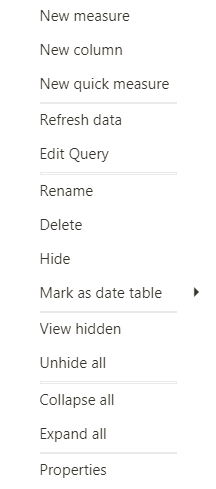 New measure
New column
New quick measure
Refresh data
Edit Query
Rename
Delete
Hide
Mark as date table
View hidden
Unhide all
Collapse all
Expand all
Properties